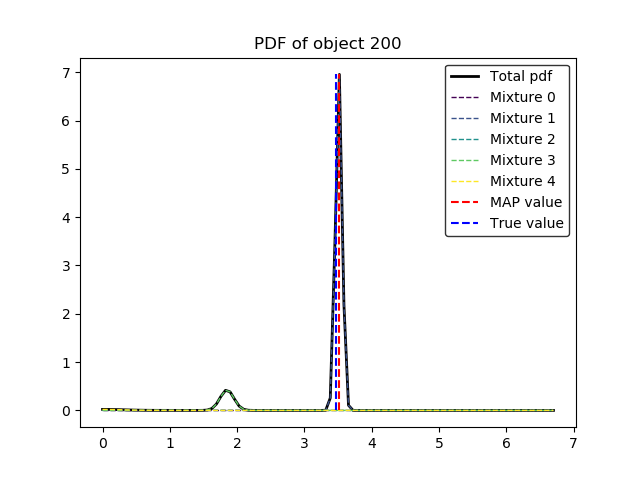 PDF of object 200
7
6
5
4
3
2
1
0
0 1 2 3 4 5 6 7
Total pdf
Mixture 0
Mixture 1
Mixture 2
Mixture 3
Mixture 4
MAP value
True value